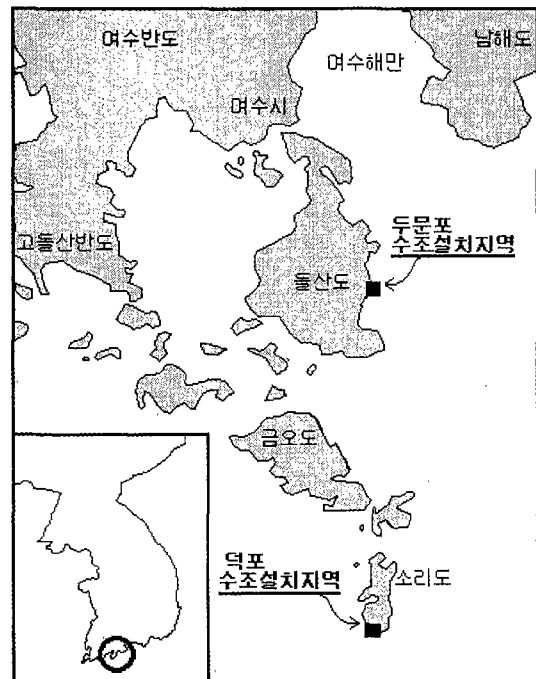 여수반도
남해도
여수해만
여수시
두문포
수조설치지역
고돌산반도
돌산도
금오도
덕포
수조설치지역
소리도